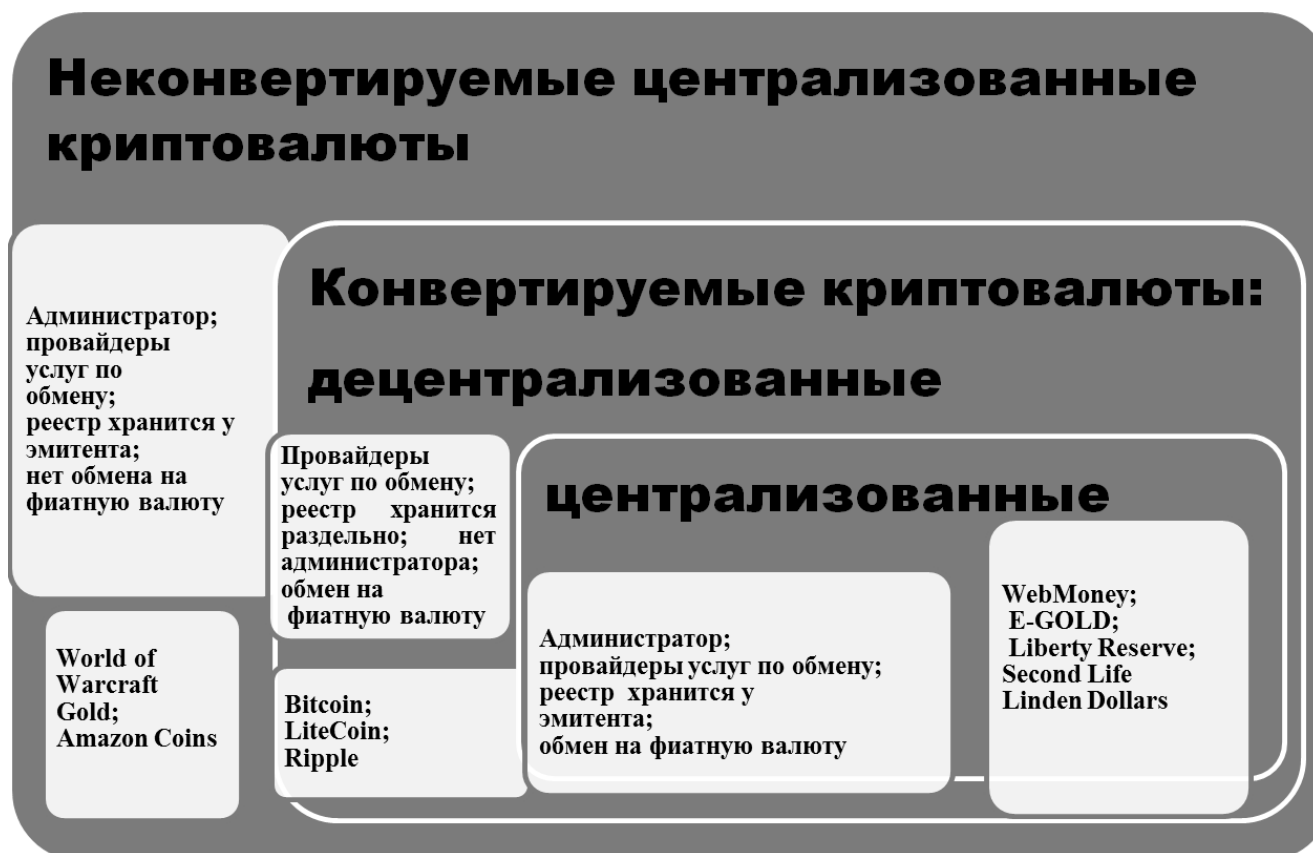 Неконвертируемые централизованные
криптовалюты
Администратор;
провайдеры
услуг по
обмену;
реестр хранится у
эмитента;
нет обмена на
фиатную валюту
World of
Warcraft
Gold;
Amazon Coins
Конвертируемые криптовалюты:
децентрализованные
Провайдеры
услуг по обмену;
реестр хранится
раздельно; нет
администратора;
обмен на
фиатную валюту
Bitcoin;
LiteCoin;
Ripple
централизованные
Администратор;
провайдеры услуг по обмену;
реестр хранится у
эмитента;
обмен на фиатную валюту
WebMoney;
E-GOLD;
Liberty Reserve;
Second Life
Linden Dollars